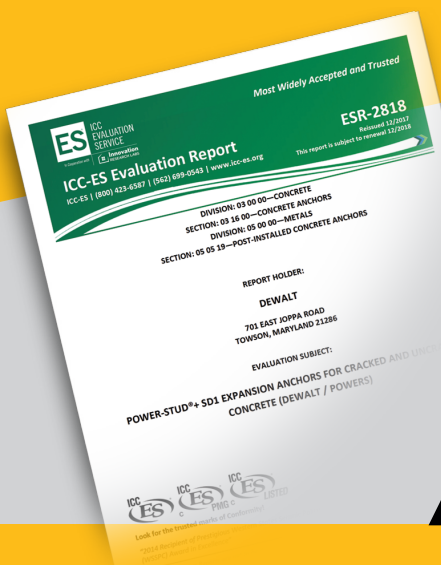 Most Widely Accepted and Trusted
ES
ICC
EVALUATION
SERVICE
Innovation
RESEARCH LABS
ICC-ES Evaluation Report
ICC-ES | (800) 423-6587 | (562) 699-0543 | www.icc-es.org
ESR-2818
Reissued 12/2017
This report is subject to renewal 12/2018
DIVISION: 03 00 00—CONCRETE
SECTION: 03 16 00—CONCRETE ANCHORS
DIVISION: 05 00 00—METALS
SECTION: 05 05 19—POST-INSTALLED CONCRETE ANCHORS
REPORT HOLDER:
DEWALT
701 EAST JOPPA ROAD
TOWSON, MARYLAND 21286
EVALUATION SUBJECT:
POWER-STUD®+ SD1 EXPANSION ANCHORS FOR CRACKED AND
CONCRETE (DEWALT / POWERS)
ICC
ES
C
ICC
ES
C PMG
ICC
ES
LISTED
Look for the trusted marks of Conformity!